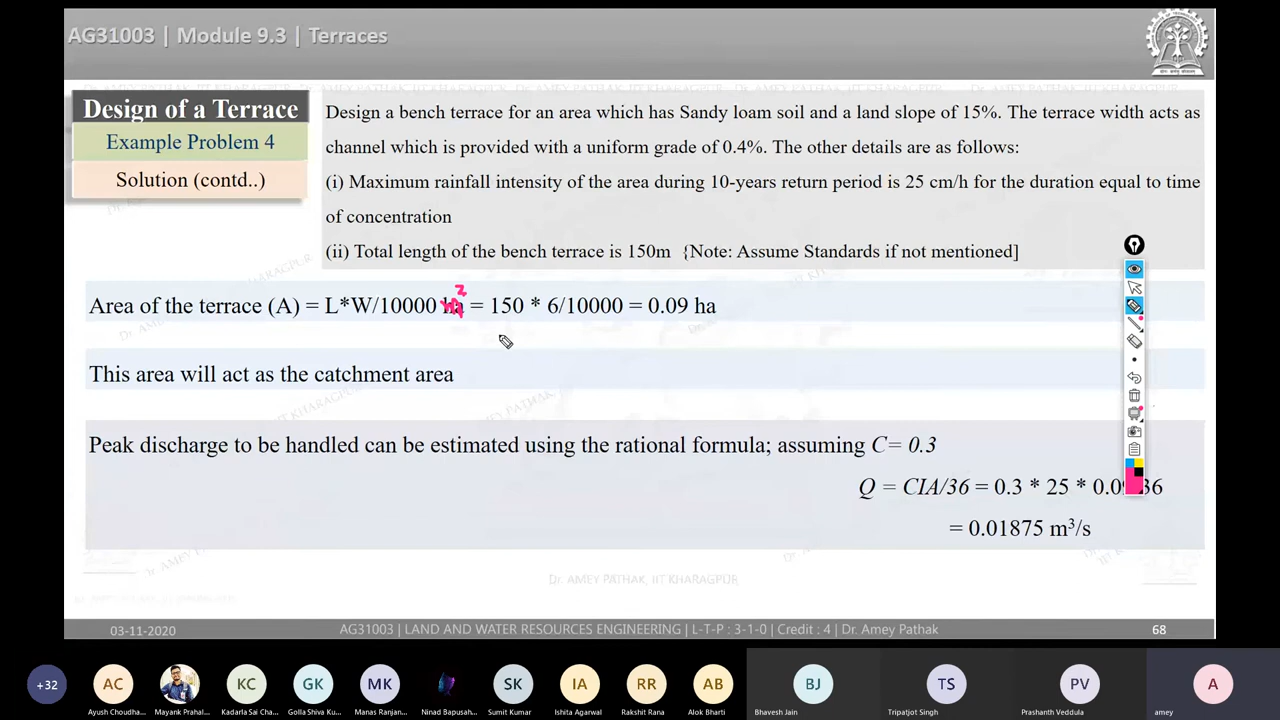 AG31003 | Module 9.3 | Terraces
Design of a Terrace
Example Problem 4
Solution (contd..)
Design a bench terrace for an area which has Sandy loam soil and a land slope of 15%. The terrace width acts as
channel which is provided with a uniform grade of 0.4%. The other details are as follows:
(i) Maximum rainfall intensity of the area during 10-years return period is 25 cm/h for the duration equal to time
of concentration
(ii) Total length of the bench terrace is 150m {Note: Assume Standards if not mentioned]
Area of the terrace (A) = L*W/10000 ha = 150 * 6/10000 = 0.09 ha
This area will act as the catchment area
Peak discharge to be handled can be estimated using the rational formula; assuming C= 0.3
Q = CIA/36 = 0.3 * 25 * 36
= 0.01875 m³/s
Dr. AMEY PATHAK, IIT KHARAGPUR
03-11-2020
AG31003 | LAND AND WATER RESOURCES ENGINEERING | L-T-P : 3-1-0 | Credit : 4 | Dr. Amey Pathak
68
+32 AC KC GK MK SK IA RR AB BJ TS PV A
Ayush Choudha... Mayank Prahal... Kadarla Sai Cha... Golla Shiva Ku... Manas Ranjan... Ninad Bapusah... Sumit Kumar Ishita Agarwal Rakshit Rana Alok Bharti Bhavesh Jain Tripatjot Singh Prashanth Veddula amey